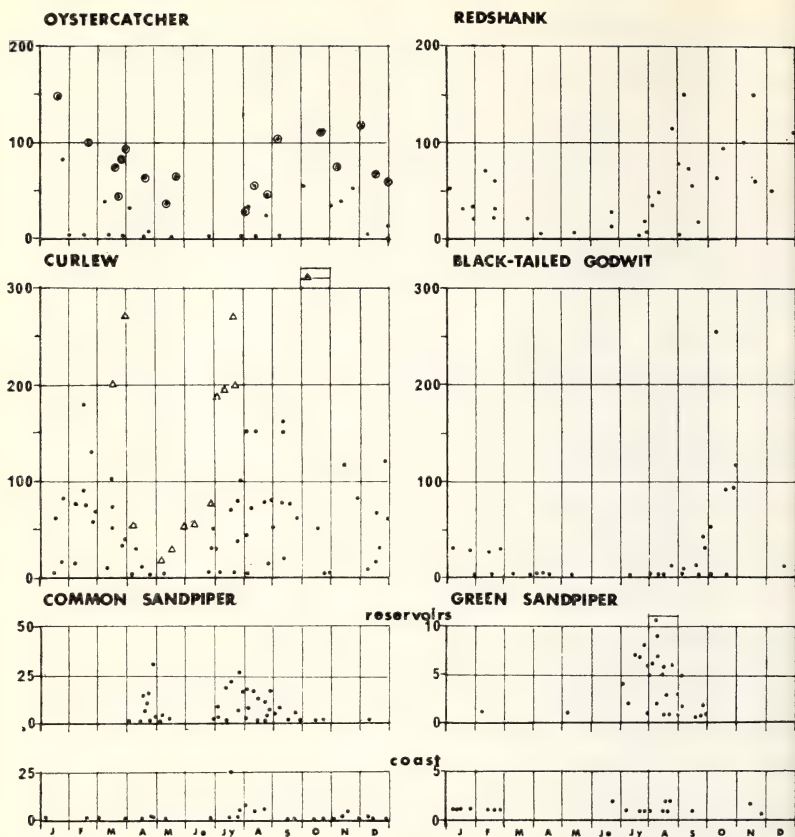 OYSTERCATCHER REDSHANK
200 200
100 100
0 0
CURLEW BLACK-TAILED GODWIT
300 300
200 200
100 100
0 0
COMMON SANDPIPER GREEN SANDPIPER
reservoirs
50 10
25 5
0 0
coast
25 5
0 0
J F M A M Je Jy A S O N D J F M A M Je Jy A S O N D